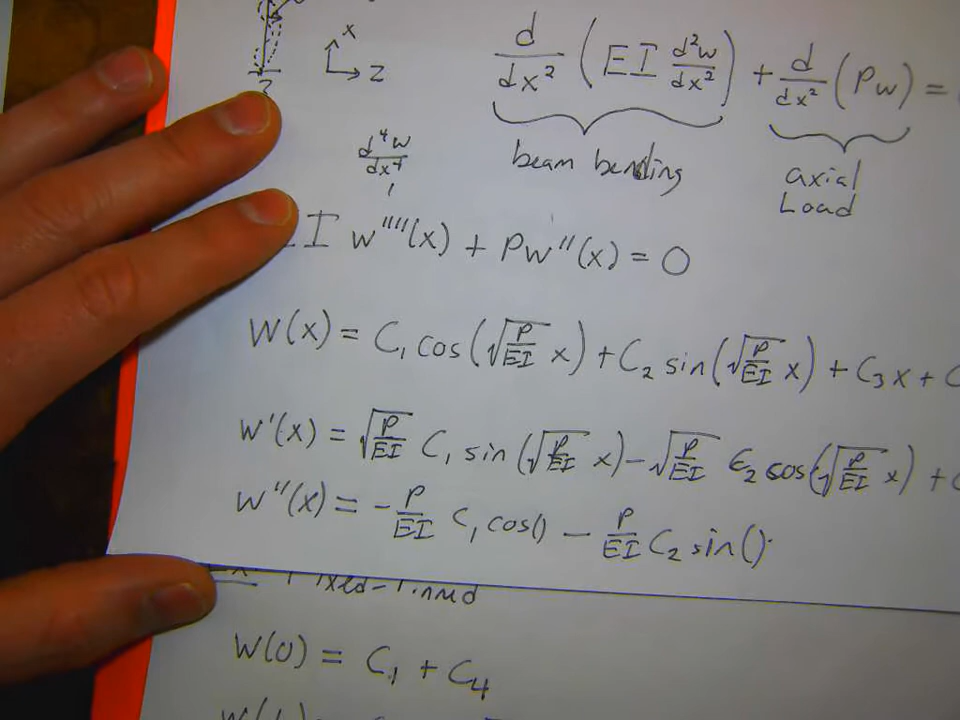 x
z
d/dx² (EI d²w/dx²) + d/dx² (Pw) =
beam bending
axial
Load
d⁴w/dx⁴
I w''''(x) + Pw''(x) = 0
W(x) = C₁ cos(√(P/EI) x) + C₂ sin(√(P/EI) x) + C₃x + C
w'(x) = √(P/EI) C₁ sin(√(P/EI) x) - √(P/EI) C₂ cos(√(P/EI) x) + C
w''(x) = - P/EI C₁ cos() - P/EI C₂ sin()
W(0) = C₁ + C₄